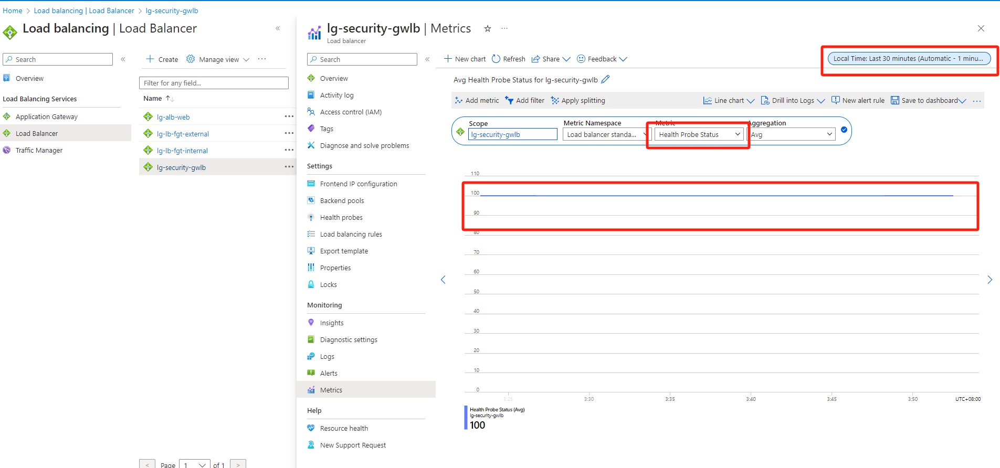 Home > Load balancing | Load Balancer > lg-security-gwlb
Load balancing | Load Balancer
«
Search
«
Overview
Load Balancing Services
Application Gateway
Load Balancer
Traffic Manager
+ Create
Manage view
...
Filter for any field...
Name ↑↓
lg-alb-web
...
lg-lb-fgt-external
...
lg-lb-fgt-internal
...
lg-security-gwlb
...
< Page 1 of 1 >
lg-security-gwlb | Metrics
...
Load balancer
Search
«
Overview
Activity log
Access control (IAM)
Tags
Diagnose and solve problems
Settings
Frontend IP configuration
Backend pools
Health probes
Load balancing rules
Export template
Properties
Locks
Monitoring
Insights
Diagnostic settings
Logs
Alerts
Metrics
Help
Resource health
New Support Request
+ New chart
Refresh
Share
Feedback
Local Time: Last 30 minutes (Automatic - 1 minu...
Avg Health Probe Status for lg-security-gwlb
Add metric
Add filter
Apply splitting
Line chart
Drill into Logs
New alert rule
Save to dashboard
...
Scope
lg-security-gwlb
Metric Namespace
Load balancer standa...
Metric
Health Probe Status
Aggregation
Avg
110
100
90
80
70
60
50
40
30
20
10
0
3:25
3:30
3:35
3:40
3:45
3:50
UTC+08:00
Health Probe Status (Avg)
lg-security-gwlb
100